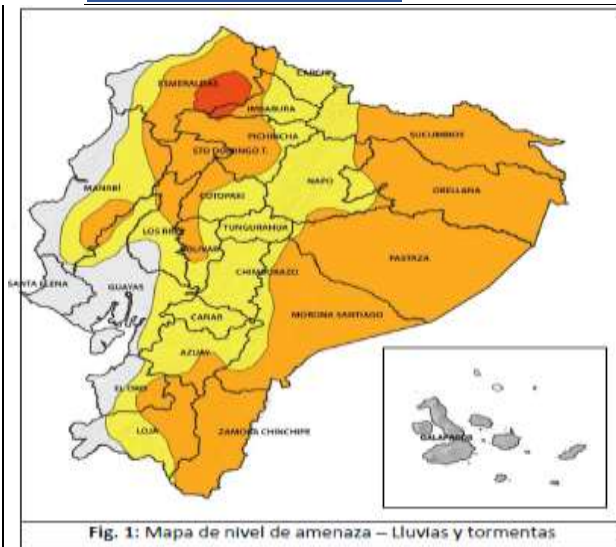 ESMERALDAS
CARCHI
IMBABURA
SUCUMBIOS
PICHINCHA
STO DOMINGO T.
ORELLANA
MANABÍ
NAPO
COTOPAXI
LOS RIOS
TUNGURAHUA
BOLIVAR
PASTAZA
CHIMBORAZO
SANTA ELENA
GUAYAS
MORONA SANTIAGO
CAÑAR
AZUAY
EL ORO
GALAPAGOS
LOJA
ZAMORA CHINCHIPE
Fig. 1: Mapa de nivel de amenaza – Lluvias y tormentas